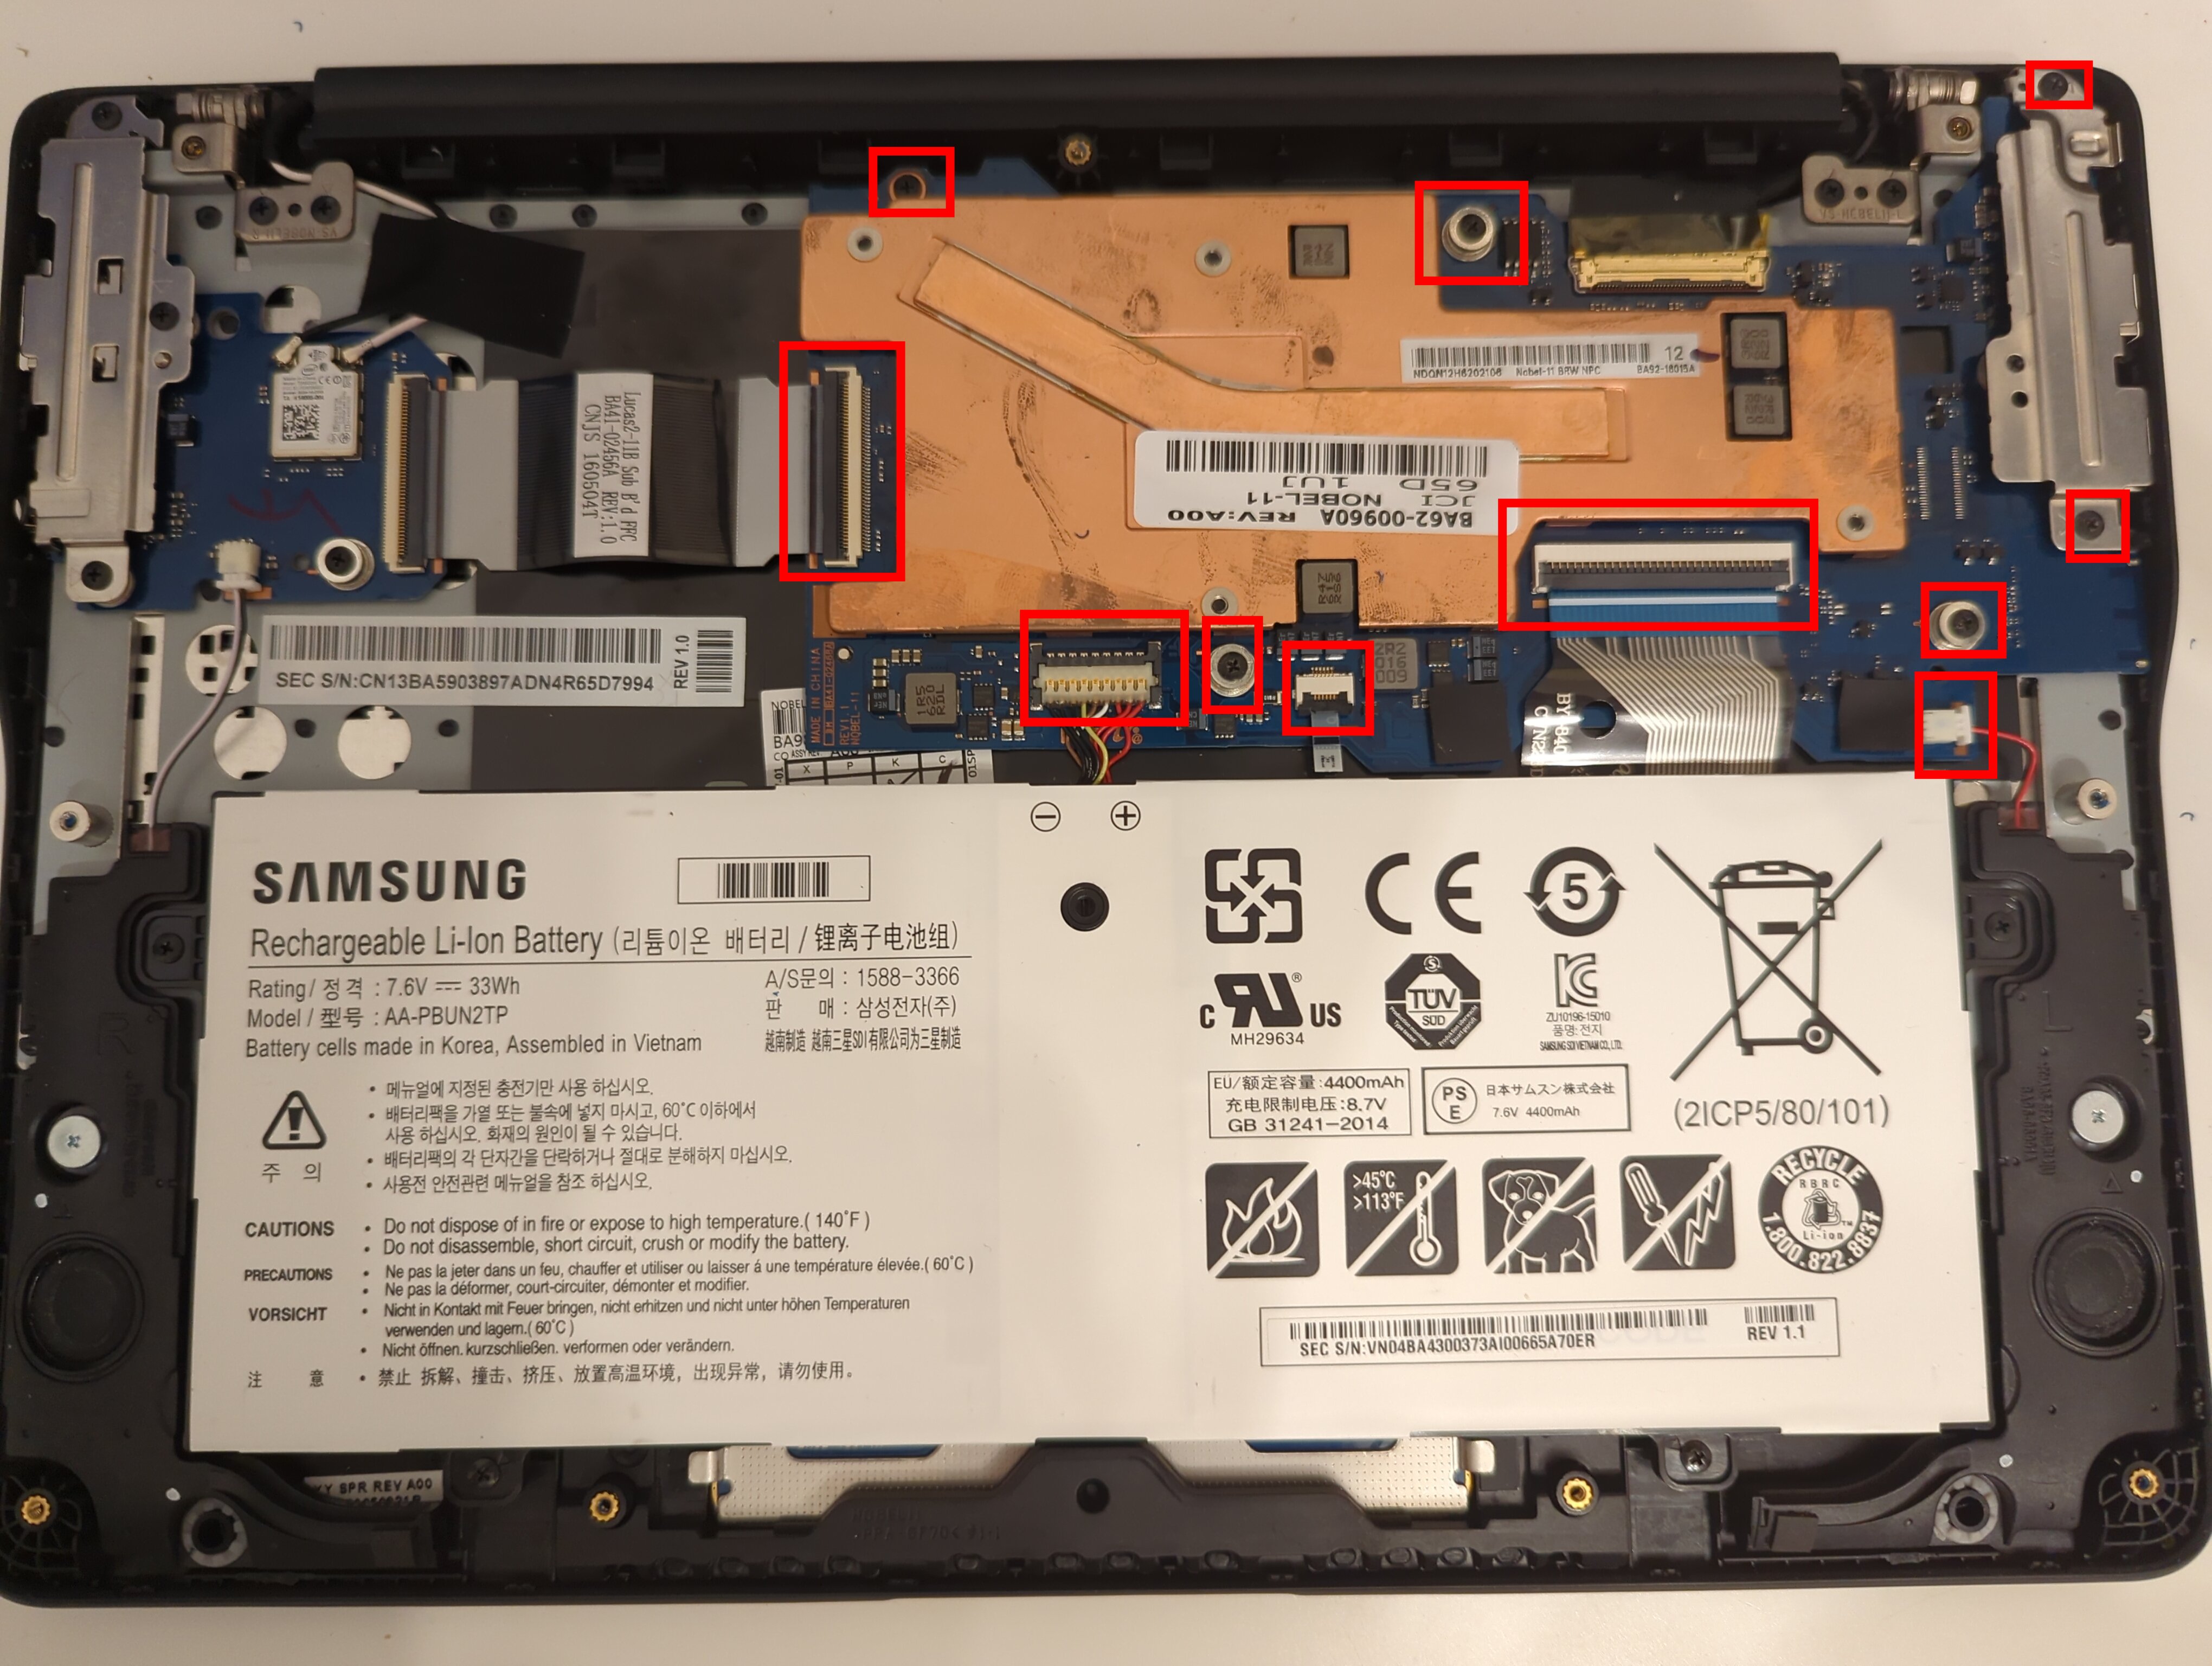 Lucas2-11B Sub B'd FPC
BA41-02456A REV:1.0
CNJS 160504T
NDQN12H6202106 Nobel-11 BRW NPC BA92-16015A
12
BA62-00960A REV:A00
JCI NOBEL-11
65D 1UJ
SEC S/N:CN13BA5903897ADN4R65D7994
REV 1.0
MADE IN CHINA
REV1.1
NOBEL-11
1R5
620
RDL
R47
2R2
016
009
NOBEL
X P K C
SAMSUNG
Rechargeable Li-Ion Battery (리튬이온 배터리 / 锂离子电池组)
Rating / 정격 : 7.6V 33Wh
Model / 型号 : AA-PBUN2TP
Battery cells made in Korea, Assembled in Vietnam
A/S문의 : 1588-3366
판 매 : 삼성전자(주)
越南制造 越南三星SDI有限公司为三星制造
주 의
• 메뉴얼에 지정된 충전기만 사용 하십시오.
• 배터리팩을 가열 또는 불속에 넣지 마시고, 60°C 이하에서
사용 하십시오. 화재의 원인이 될 수 있습니다.
• 배터리팩의 각 단자간을 단락하거나 절대로 분해하지 마십시오.
• 사용전 안전관련 메뉴얼을 참조 하십시오.
CAUTIONS • Do not dispose of in fire or expose to high temperature.( 140°F )
• Do not disassemble, short circuit, crush or modify the battery.
PRECAUTIONS • Ne pas la jeter dans un feu, chauffer et utiliser ou laisser á une température élevée.( 60°C )
• Ne pas la déformer, court-circuiter, démonter et modifier.
VORSICHT • Nicht in Kontakt mit Feuer bringen, nicht erhitzen und nicht unter höhen Temperaturen
verwenden und lagern.( 60°C )
• Nicht öffnen. kurzschließen. verformen oder verändern.
注 意 • 禁止 拆解、撞击、挤压、放置高温环境，出现异常，请勿使用。
− +
CE
5
C US
MH29634
TÜV
SÜD
ZU10196-15010
품명: 전지
SAMSUNG SDI VIETNAM CO., LTD.
EU/额定容量:4400mAh
充电限制电压:8.7V
GB 31241-2014
PS
E
日本サムスン株式会社
7.6V 4400mAh
(2ICP5/80/101)
>45°C
>113°F
RECYCLE
RBRC
Li-ion
1.800.822.8837
SEC S/N:VN04BA4300373AI00665A70ER
REV 1.1
R
L
SPR REV A00